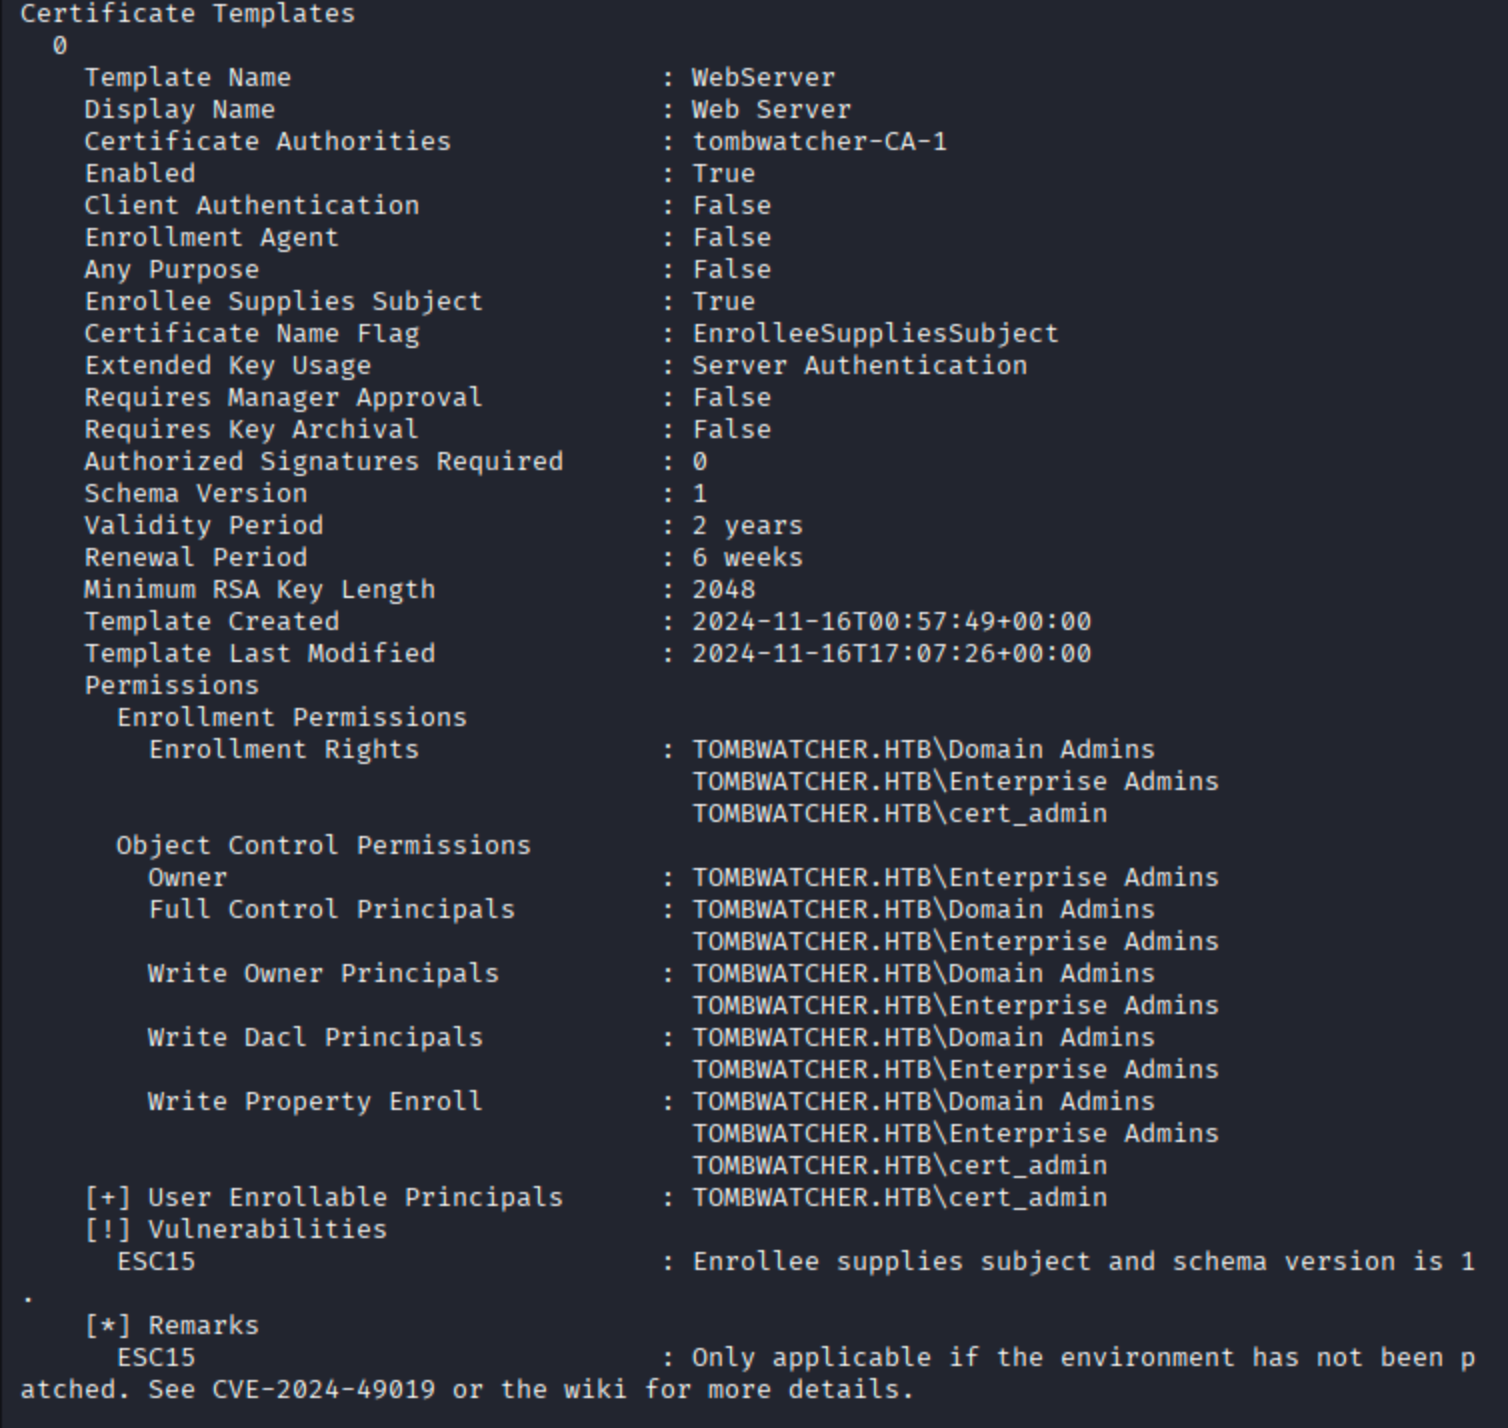 Certificate Templates
  0
    Template Name                       : WebServer
    Display Name                        : Web Server
    Certificate Authorities             : tombwatcher-CA-1
    Enabled                             : True
    Client Authentication               : False
    Enrollment Agent                    : False
    Any Purpose                         : False
    Enrollee Supplies Subject           : True
    Certificate Name Flag               : EnrolleeSuppliesSubject
    Extended Key Usage                  : Server Authentication
    Requires Manager Approval           : False
    Requires Key Archival               : False
    Authorized Signatures Required      : 0
    Schema Version                      : 1
    Validity Period                     : 2 years
    Renewal Period                      : 6 weeks
    Minimum RSA Key Length              : 2048
    Template Created                    : 2024-11-16T00:57:49+00:00
    Template Last Modified              : 2024-11-16T17:07:26+00:00
    Permissions
      Enrollment Permissions
        Enrollment Rights               : TOMBWATCHER.HTB\Domain Admins
                                          TOMBWATCHER.HTB\Enterprise Admins
                                          TOMBWATCHER.HTB\cert_admin
      Object Control Permissions
        Owner                           : TOMBWATCHER.HTB\Enterprise Admins
        Full Control Principals         : TOMBWATCHER.HTB\Domain Admins
                                          TOMBWATCHER.HTB\Enterprise Admins
        Write Owner Principals          : TOMBWATCHER.HTB\Domain Admins
                                          TOMBWATCHER.HTB\Enterprise Admins
        Write Dacl Principals           : TOMBWATCHER.HTB\Domain Admins
                                          TOMBWATCHER.HTB\Enterprise Admins
        Write Property Enroll           : TOMBWATCHER.HTB\Domain Admins
                                          TOMBWATCHER.HTB\Enterprise Admins
                                          TOMBWATCHER.HTB\cert_admin
    [+] User Enrollable Principals      : TOMBWATCHER.HTB\cert_admin
    [!] Vulnerabilities
      ESC15                             : Enrollee supplies subject and schema version is 1
.
    [*] Remarks
      ESC15                             : Only applicable if the environment has not been p
atched. See CVE-2024-49019 or the wiki for more details.